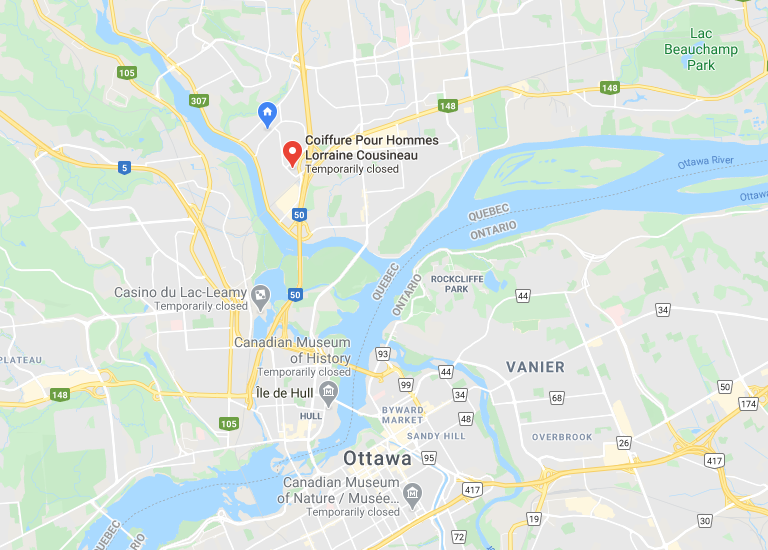 Lac
Beauchamp
Park
105
307
148
148
Coiffure Pour Hommes
Lorraine Cousineau
Temporarily closed
5
Ottawa River
Ottawa
50
QUEBEC
ONTARIO
QUEBEC
ONTARIO
ROCKCLIFFE
PARK
Casino du Lac-Leamy
Temporarily closed
50
44
34
Canadian Museum
of History
Temporarily closed
93
PLATEAU
VANIER
44
99
34
50
Île de Hull
148
68
174
HULL
BYWARD
MARKET
48
105
SANDY HILL
OVERBROOK
26
Ottawa
95
417
Canadian Museum
of Nature / Musée...
Temporarily closed
417
19
30
72
QUEBEC